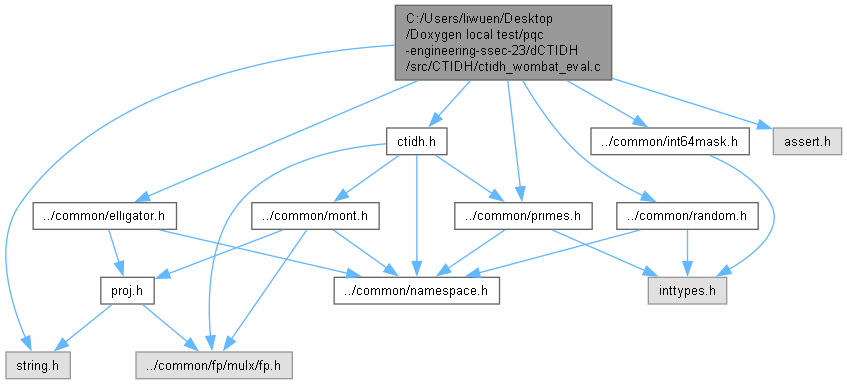 C:/Users/liwuen/Desktop
/Doxygen local test/pqc
-engineering-ssec-23/dCTIDH
/src/CTIDH/ctidh_wombat_eval.c
ctidh.h
../common/int64mask.h
assert.h
../common/elligator.h
../common/mont.h
../common/primes.h
../common/random.h
proj.h
../common/namespace.h
inttypes.h
string.h
../common/fp/mulx/fp.h